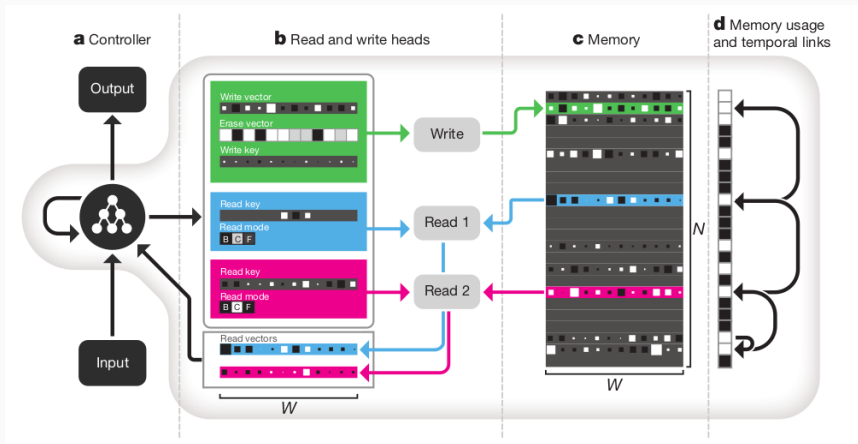 a Controller
b Read and write heads
c Memory
d Memory usage
and temporal links
Output
Input
Write vector
Erase vector
Write key
Read key
Read mode
B C F
Read key
Read mode
B C F
Read vectors
W
Write
Read 1
Read 2
N
W